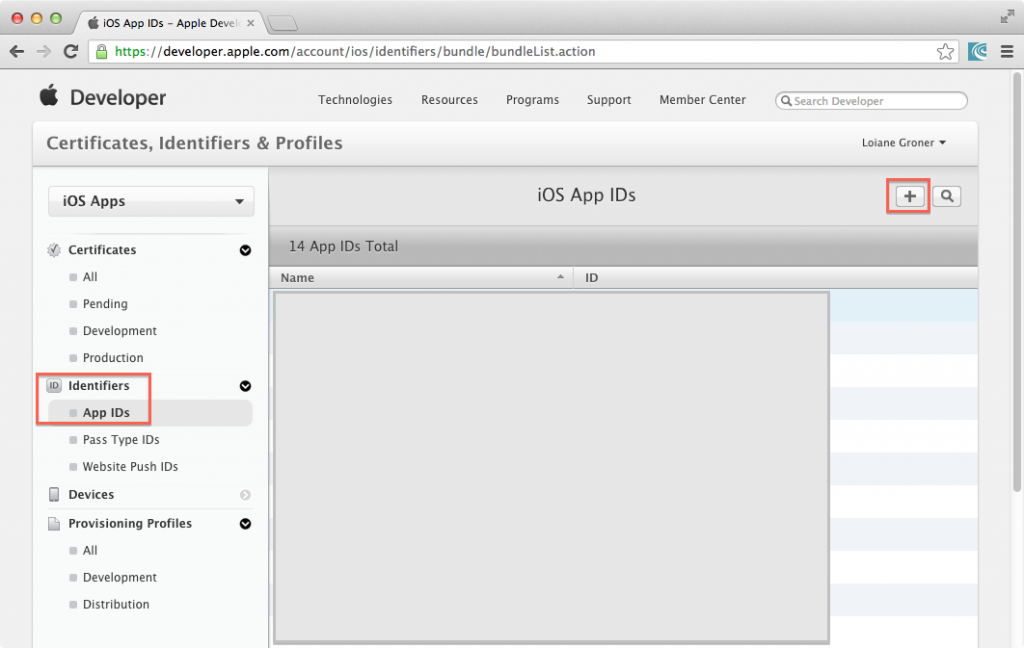 iOS App IDs – Apple Devel
https://developer.apple.com/account/ios/identifiers/bundle/bundleList.action
Developer
Technologies
Resources
Programs
Support
Member Center
Search Developer
Certificates, Identifiers & Profiles
Loiane Groner
iOS Apps
iOS App IDs
Certificates
14 App IDs Total
All
Name
ID
Pending
Development
Production
ID
Identifiers
App IDs
Pass Type IDs
Website Push IDs
Devices
Provisioning Profiles
All
Development
Distribution